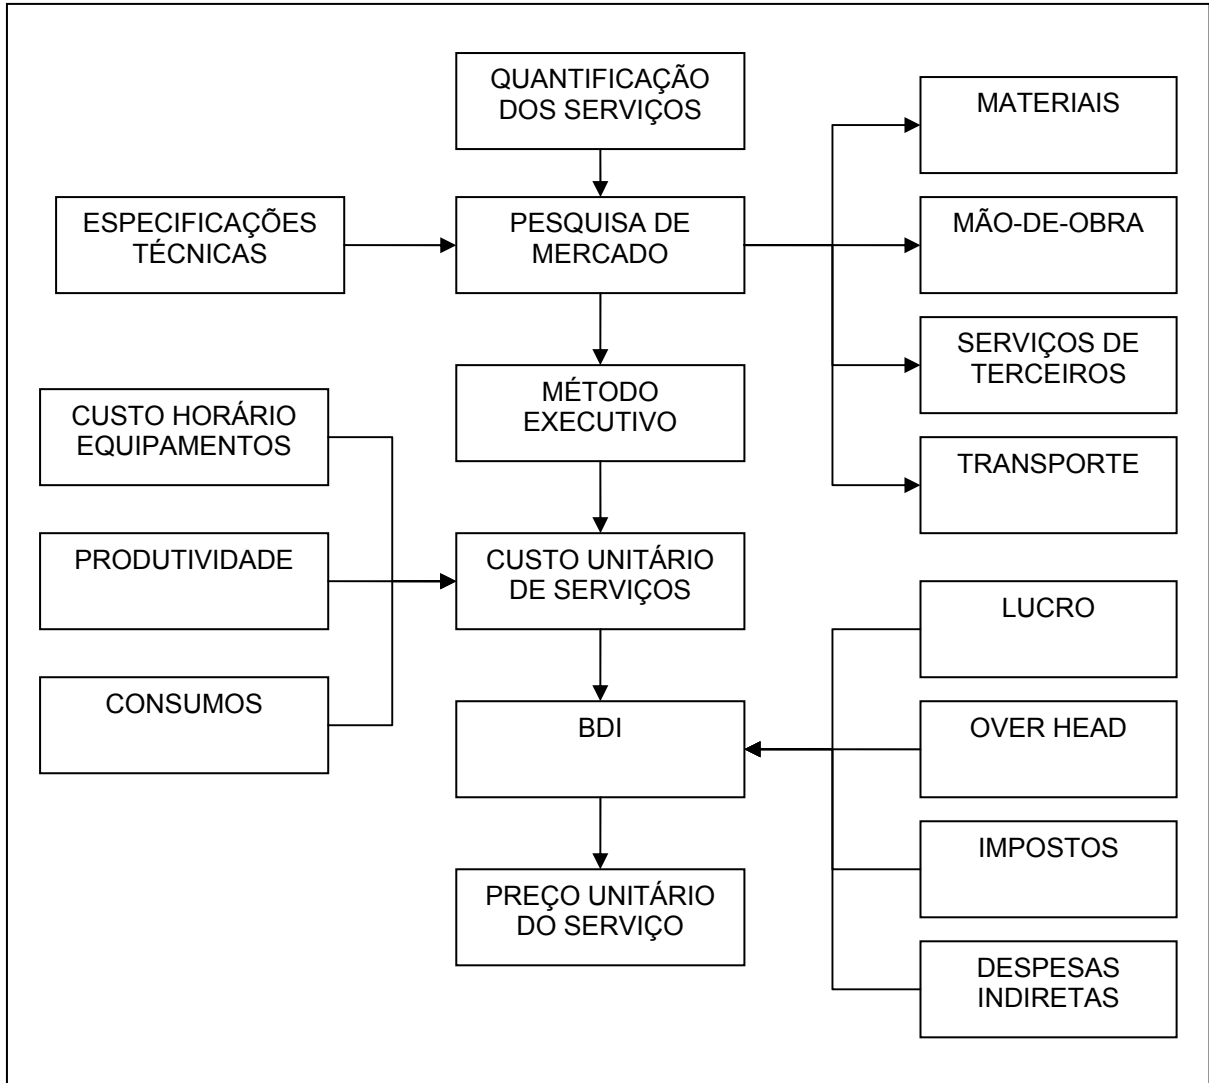 QUANTIFICAÇÃO
DOS SERVIÇOS
MATERIAIS
ESPECIFICAÇÕES
TÉCNICAS
PESQUISA DE
MERCADO
MÃO-DE-OBRA
SERVIÇOS DE
TERCEIROS
MÉTODO
EXECUTIVO
CUSTO HORÁRIO
EQUIPAMENTOS
TRANSPORTE
PRODUTIVIDADE
CUSTO UNITÁRIO
DE SERVIÇOS
LUCRO
CONSUMOS
BDI
OVER HEAD
IMPOSTOS
PREÇO UNITÁRIO
DO SERVIÇO
DESPESAS
INDIRETAS